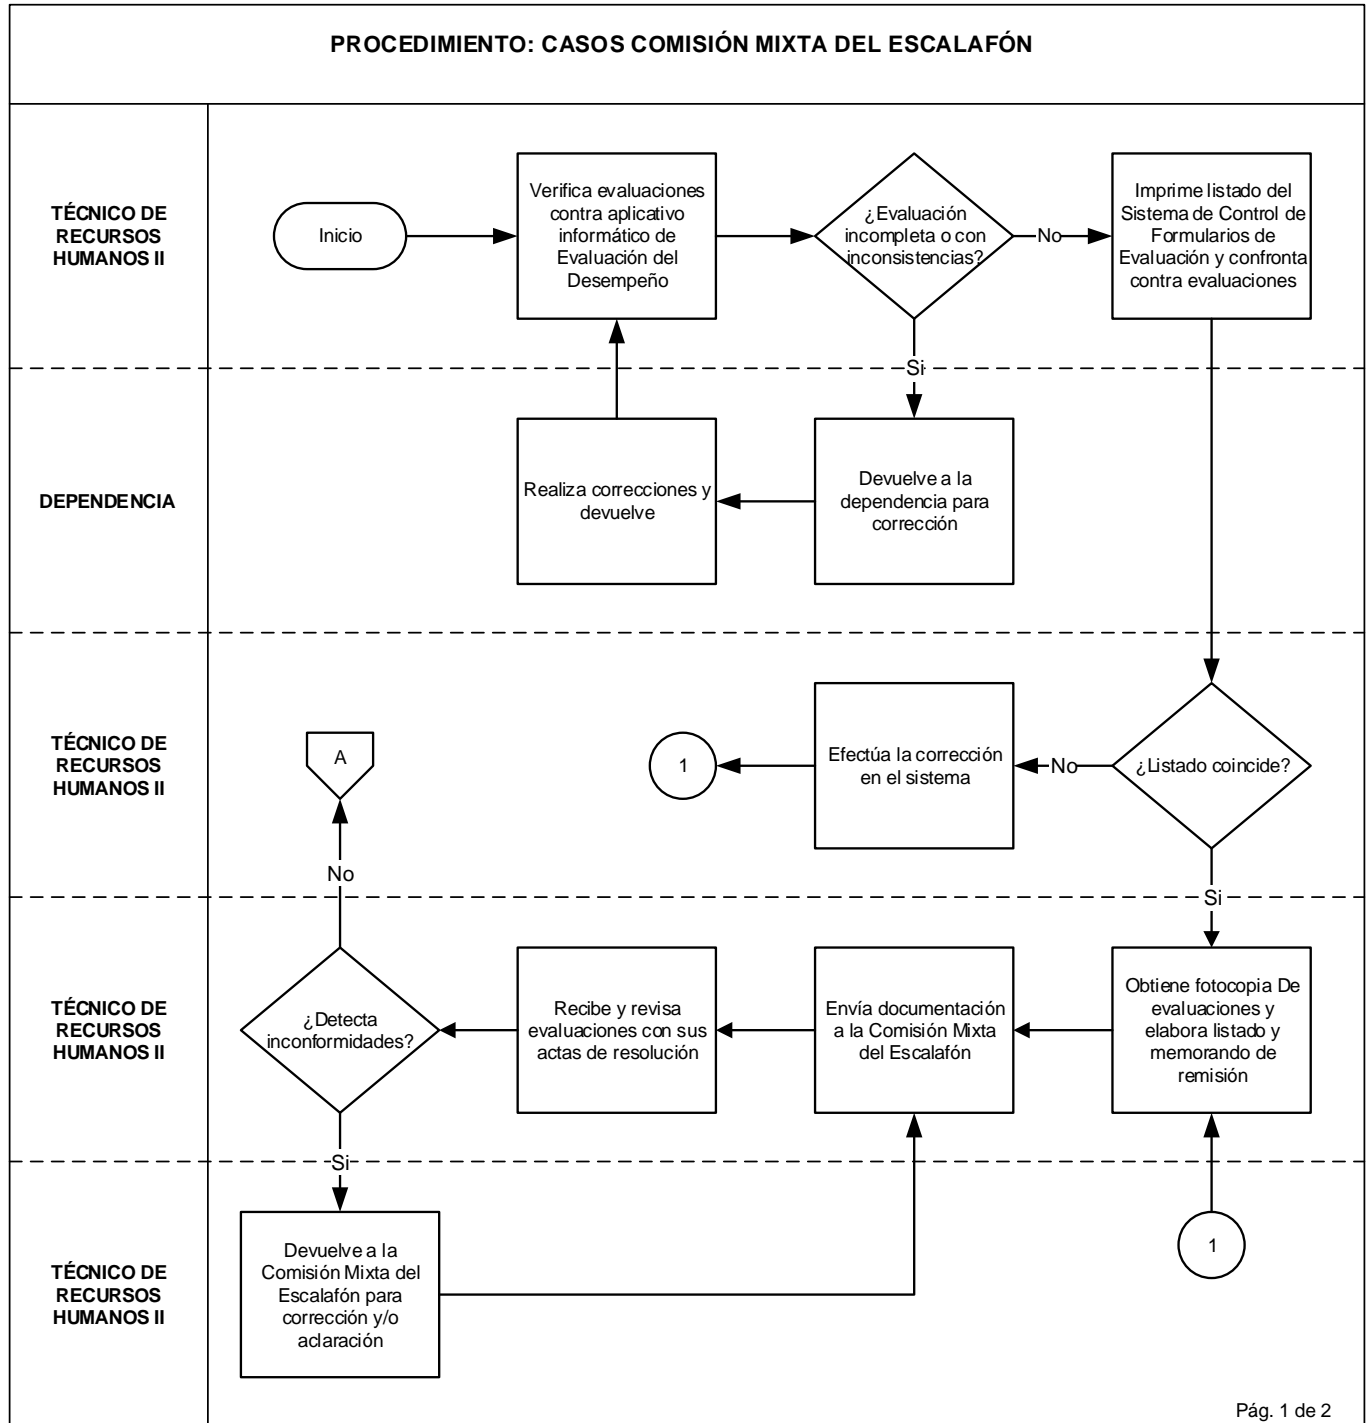 PROCEDIMIENTO: CASOS COMISIÓN MIXTA DEL ESCALAFÓN
TÉCNICO DE
RECURSOS
HUMANOS II
Inicio
Verifica evaluaciones
contra aplicativo
informático de
Evaluación del
Desempeño
¿Evaluación
incompleta o con
inconsistencias?
No
Imprime listado del
Sistema de Control de
Formularios de
Evaluación y confronta
contra evaluaciones
Si
DEPENDENCIA
Realiza correcciones y
devuelve
Devuelve a la
dependencia para
corrección
TÉCNICO DE
RECURSOS
HUMANOS II
A
1
Efectúa la corrección
en el sistema
No
¿Listado coincide?
No
Si
TÉCNICO DE
RECURSOS
HUMANOS II
¿Detecta
inconformidades?
Recibe y revisa
evaluaciones con sus
actas de resolución
Envía documentación
a la Comisión Mixta
del Escalafón
Obtiene fotocopia De
evaluaciones y
elabora listado y
memorando de
remisión
Si
TÉCNICO DE
RECURSOS
HUMANOS II
Devuelve a la
Comisión Mixta del
Escalafón para
corrección y/o
aclaración
1
Pág. 1 de 2